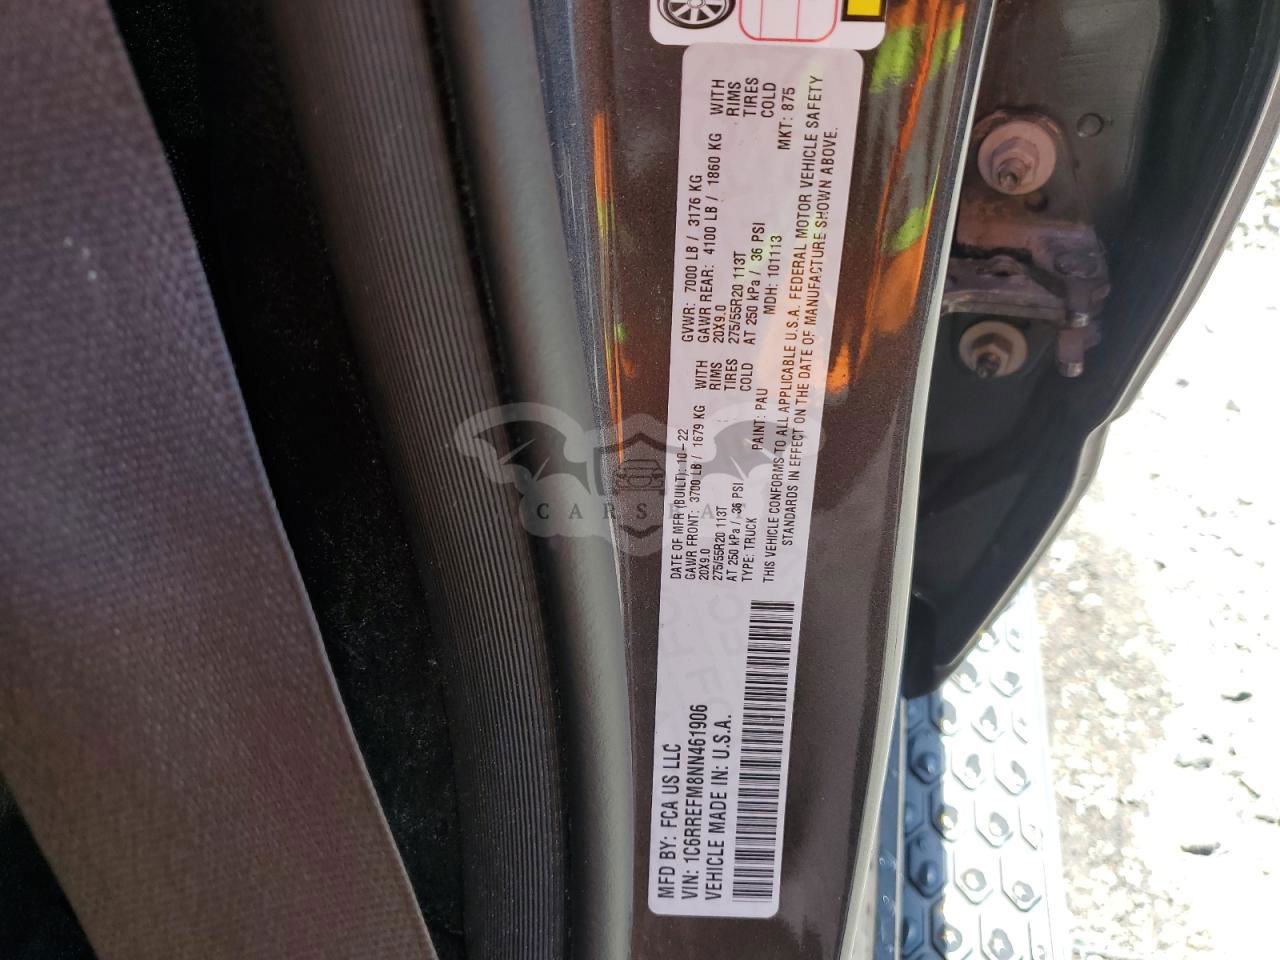 MFD BY: FCA US LLC
VIN: 1C6RREFM8NN461906
VEHICLE MADE IN: U.S.A.
DATE OF MFR (BUILT): 10-22
GVWR: 7000 LB / 3176 KG
GAWR FRONT: 3700 LB / 1679 KG WITH
20X9.0 RIMS
275/55R20 113T TIRES
AT 250 kPa / 36 PSI COLD
GAWR REAR: 4100 LB / 1860 KG WITH
20X9.0 RIMS
275/55R20 113T TIRES
AT 250 kPa / 36 PSI COLD
TYPE: TRUCK PAINT: PAU MDH: 101113 MKT: 875
THIS VEHICLE CONFORMS TO ALL APPLICABLE U.S.A. FEDERAL MOTOR VEHICLE SAFETY
STANDARDS IN EFFECT ON THE DATE OF MANUFACTURE SHOWN ABOVE.